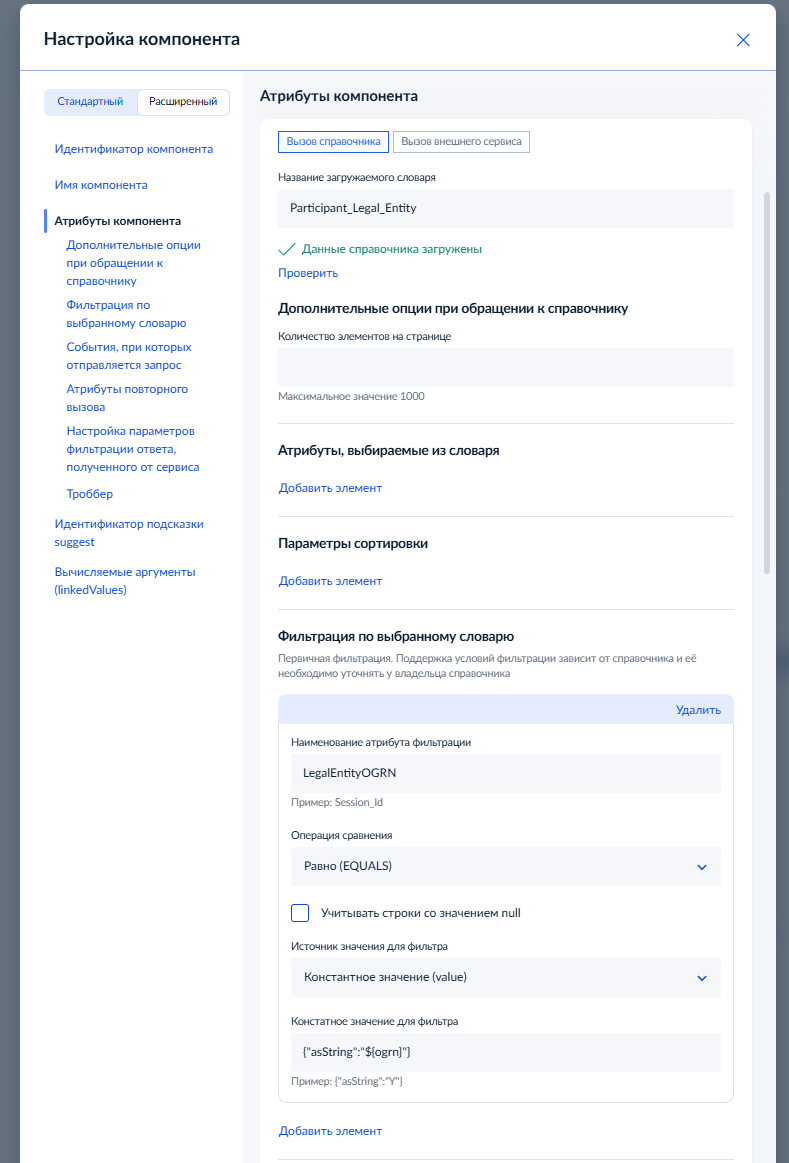 Настройка компонента
Стандартный
Расширенный
Идентификатор компонента
Имя компонента
Атрибуты компонента
Дополнительные опции
при обращении к
справочнику
Фильтрация по
выбранному словарю
События, при которых
отправляется запрос
Атрибуты повторного
вызова
Настройка параметров
фильтрации ответа,
полученного от сервиса
Троббер
Идентификатор подсказки
suggest
Вычисляемые аргументы
(linkedValues)
Атрибуты компонента
Вызов справочника
Вызов внешнего сервиса
Название загружаемого словаря
Participant_Legal_Entity
Данные справочника загружены
Проверить
Дополнительные опции при обращении к справочнику
Количество элементов на странице
Максимальное значение 1000
Атрибуты, выбираемые из словаря
Добавить элемент
Параметры сортировки
Добавить элемент
Фильтрация по выбранному словарю
Первичная фильтрация. Поддержка условий фильтрации зависит от справочника и её
необходимо уточнять у владельца справочника
Удалить
Наименование атрибута фильтрации
LegalEntityOGRN
Пример: Session_Id
Операция сравнения
Равно (EQUALS)
Учитывать строки со значением null
Источник значения для фильтра
Константное значение (value)
Констатное значение для фильтра
{"asString":"${ogrn}"}
Пример: {"asString":"Y"}
Добавить элемент